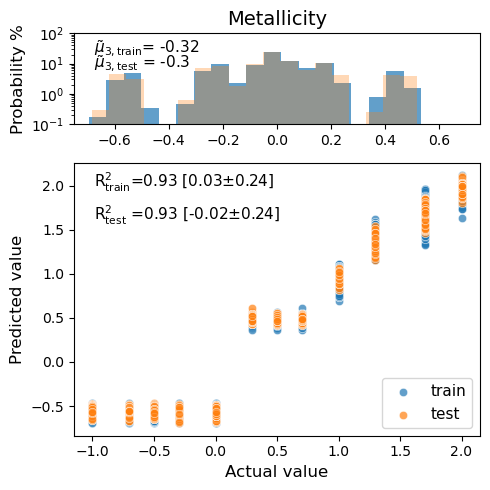 Metallicity
Probability %
10²
10¹
10⁰
10⁻¹
μ̃₃,train= -0.32
μ̃₃,test = -0.3
−0.6 −0.4 −0.2 0.0 0.2 0.4 0.6
Predicted value
2.0
1.5
1.0
0.5
0.0
−0.5
R²train=0.93 [0.03±0.24]
R²test =0.93 [-0.02±0.24]
train
test
−1.0 −0.5 0.0 0.5 1.0 1.5 2.0
Actual value